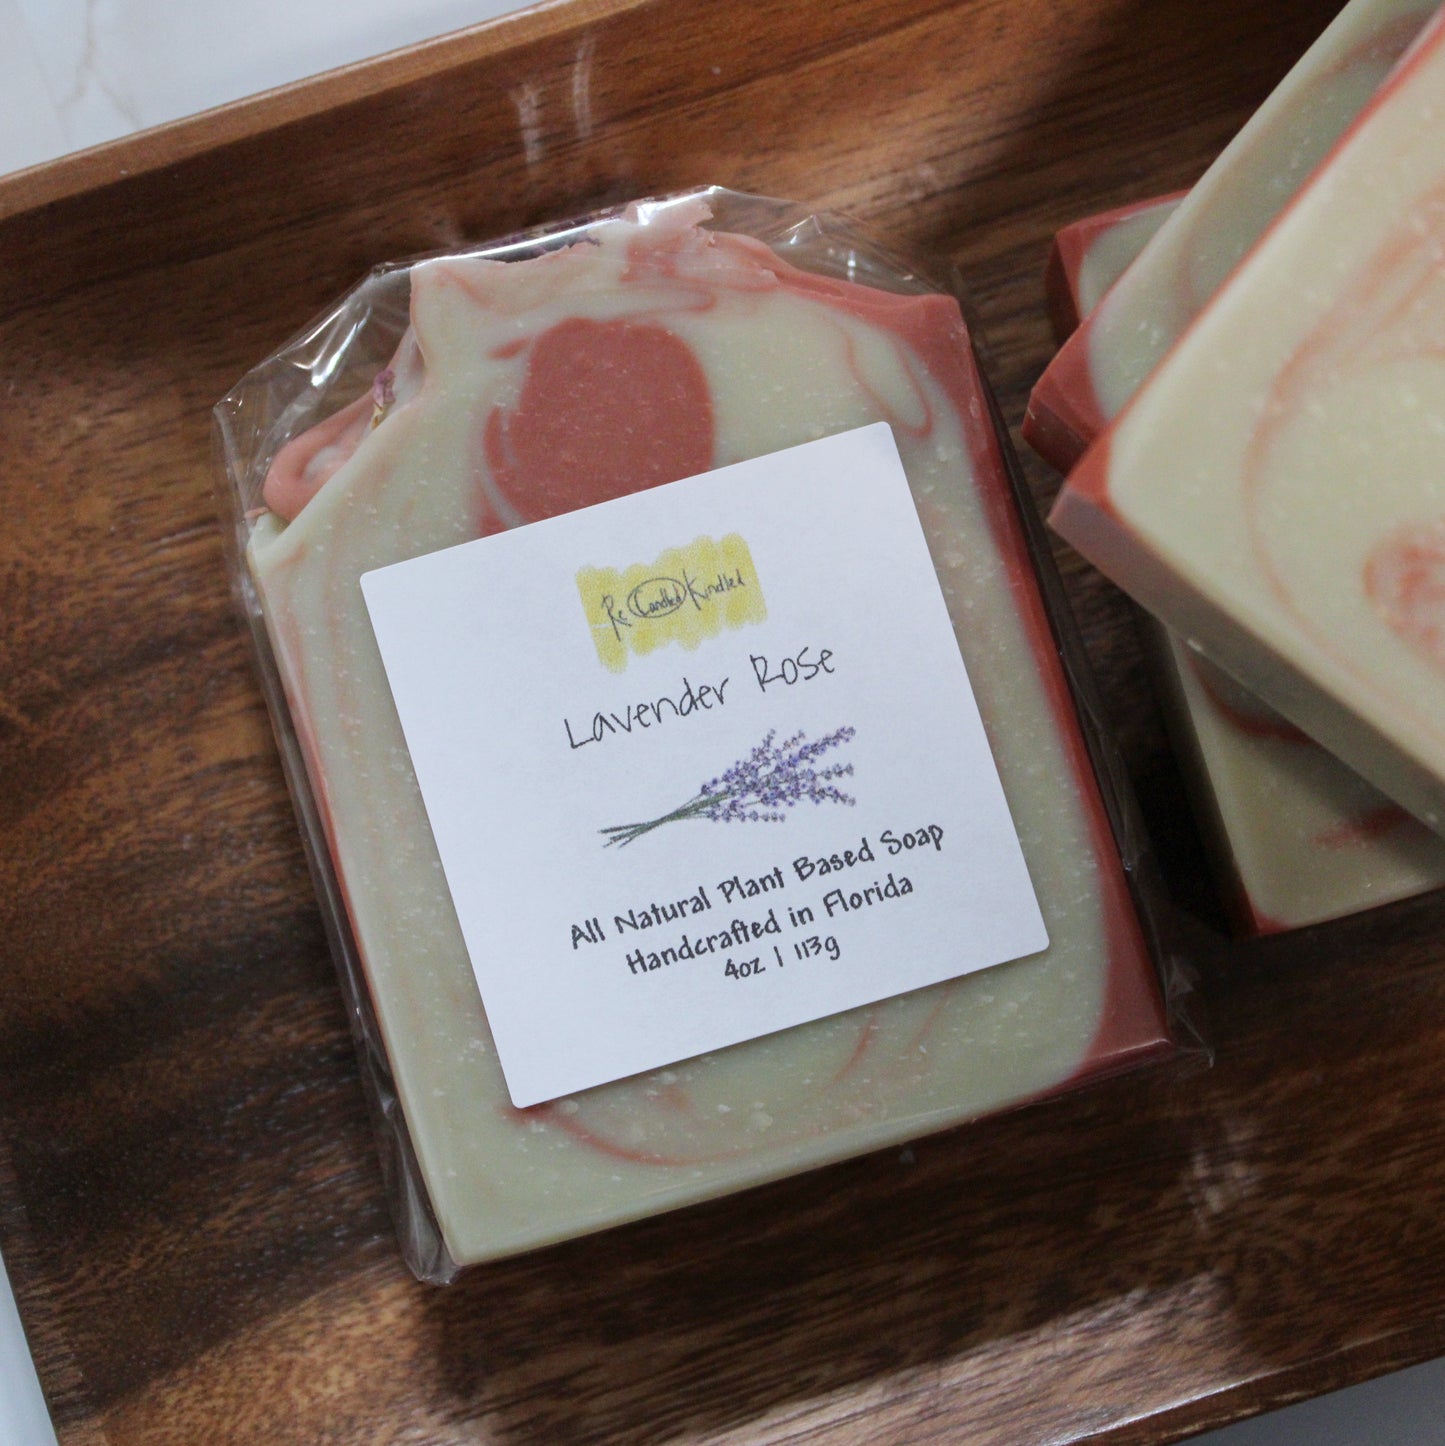 Re Candled Kindled
Lavender Rose
All Natural Plant Based Soap
Handcrafted in Florida
4oz | 113g